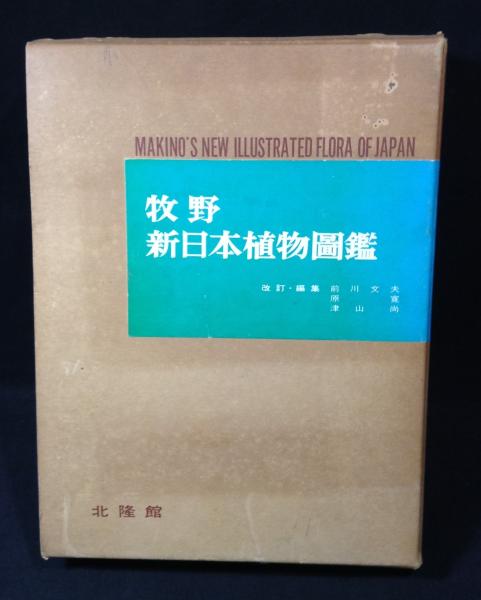 MAKINO'S NEW ILLUSTRATED FLORA OF JAPAN
牧野
新日本植物圖鑑
改訂・編集 前川文夫
原寛
津山尚
北隆館